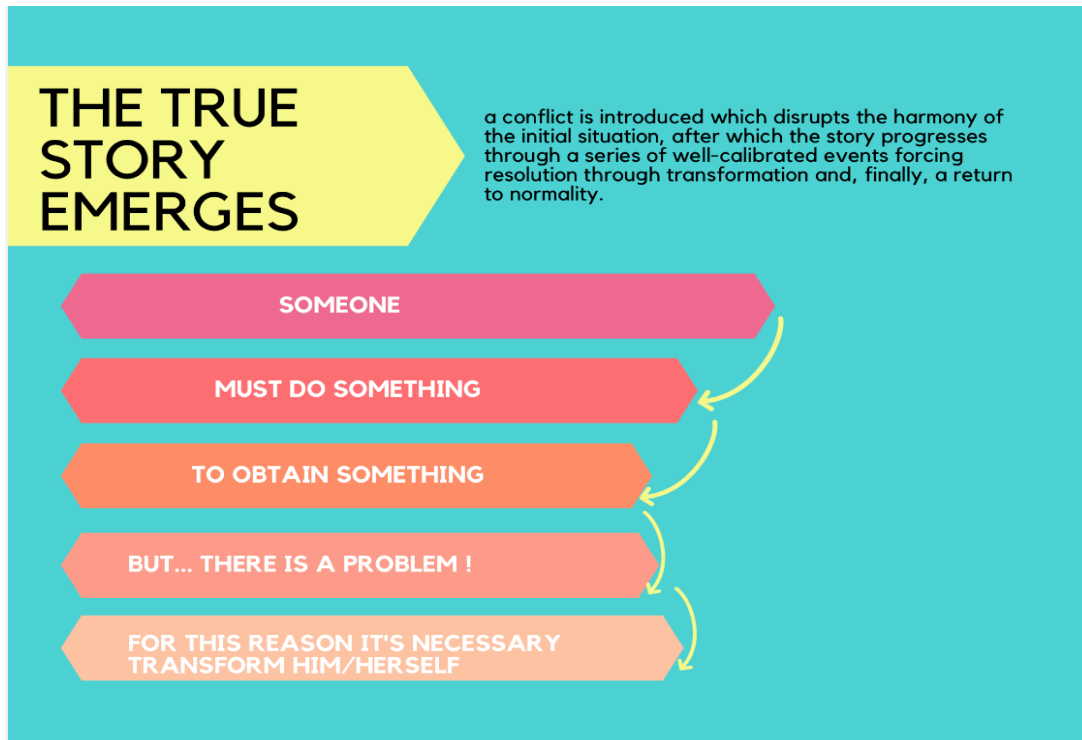 THE TRUE
STORY
EMERGES
a conflict is introduced which disrupts the harmony of
the initial situation, after which the story progresses
through a series of well-calibrated events forcing
resolution through transformation and, finally, a return
to normality.
SOMEONE
MUST DO SOMETHING
TO OBTAIN SOMETHING
BUT... THERE IS A PROBLEM !
FOR THIS REASON IT'S NECESSARY
TRANSFORM HIM/HERSELF